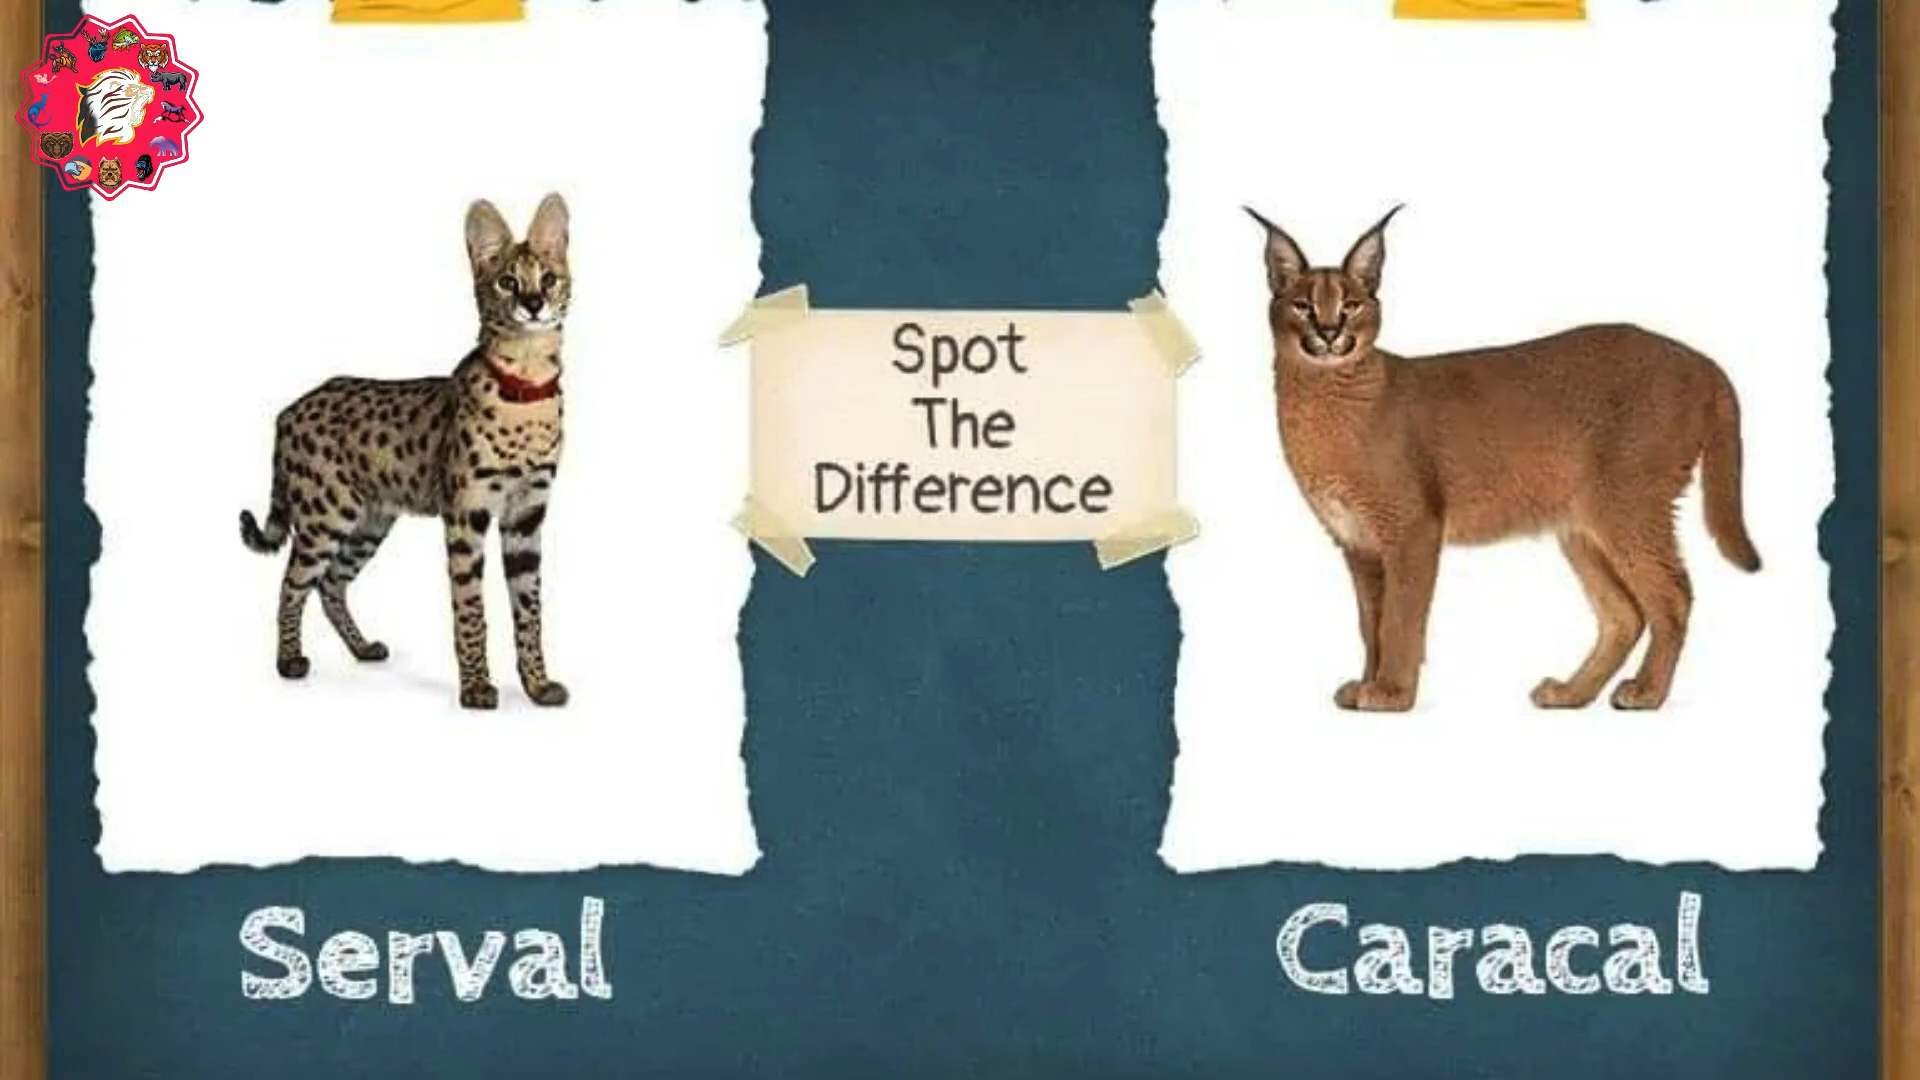 Spot
The
Difference
Serval
Caracal